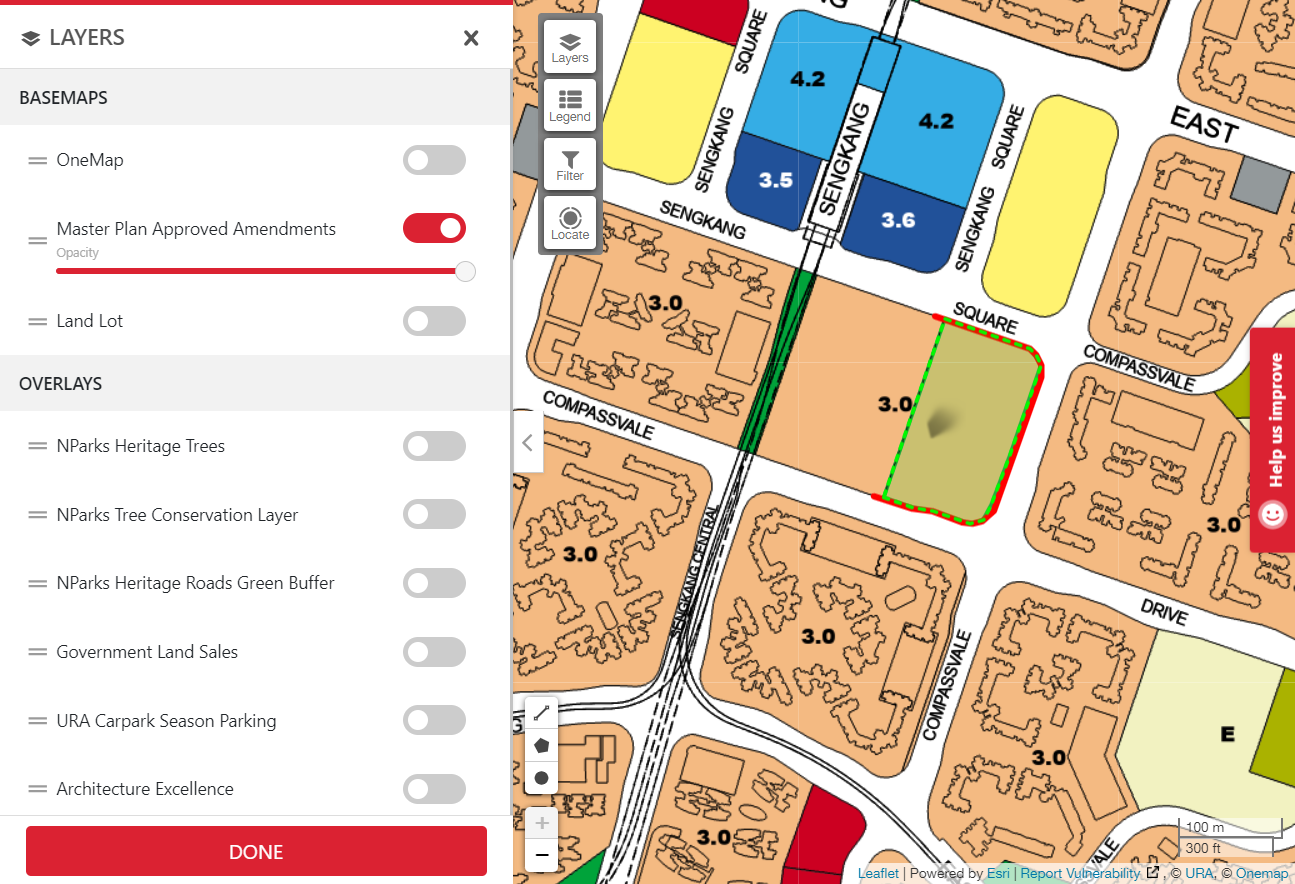 LAYERS
BASEMAPS
OneMap
Master Plan Approved Amendments
Opacity
Land Lot
OVERLAYS
NParks Heritage Trees
NParks Tree Conservation Layer
NParks Heritage Roads Green Buffer
Government Land Sales
URA Carpark Season Parking
Architecture Excellence
DONE
Layers
Legend
Filter
Locate
NG
SQUARE
SENGKANG
4.2
4.2
3.5
3.6
SENGKANG
SQUARE
SENGKANG
EAST
SENGKANG
SQUARE
3.0
3.0
COMPASSVALE
COMPASSVALE
Help us improve
3.0
3.0
SENGKANG CENTRAL
3.0
DRIVE
COMPASSVALE
E
3.0
3.0
G
VALE
100 m
300 ft
Leaflet | Powered by Esri | Report Vulnerability , © URA, © Onemap